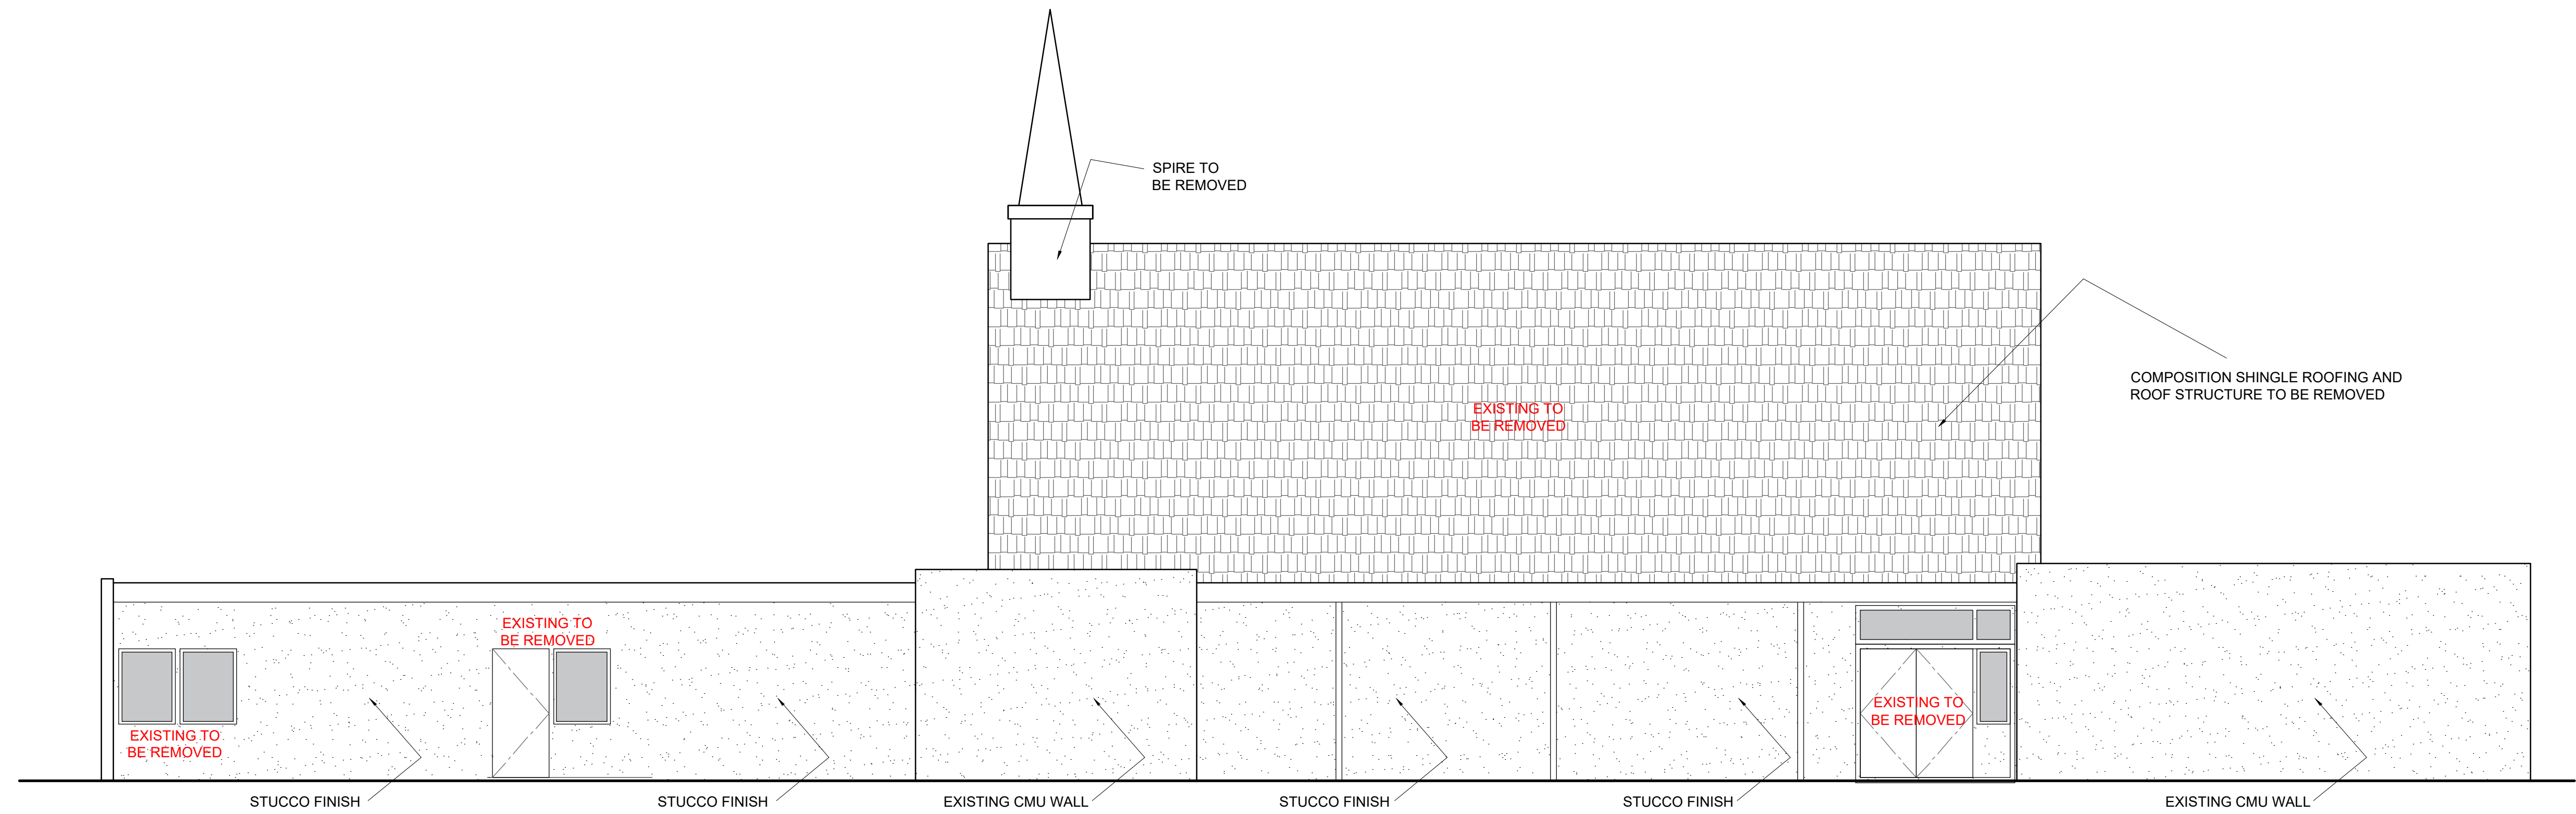 SPIRE TO
BE REMOVED
COMPOSITION SHINGLE ROOFING AND
ROOF STRUCTURE TO BE REMOVED
EXISTING TO
BE REMOVED
EXISTING TO
BE REMOVED
EXISTING TO
BE REMOVED
EXISTING TO
BE REMOVED
STUCCO FINISH
STUCCO FINISH
EXISTING CMU WALL
STUCCO FINISH
STUCCO FINISH
EXISTING CMU WALL